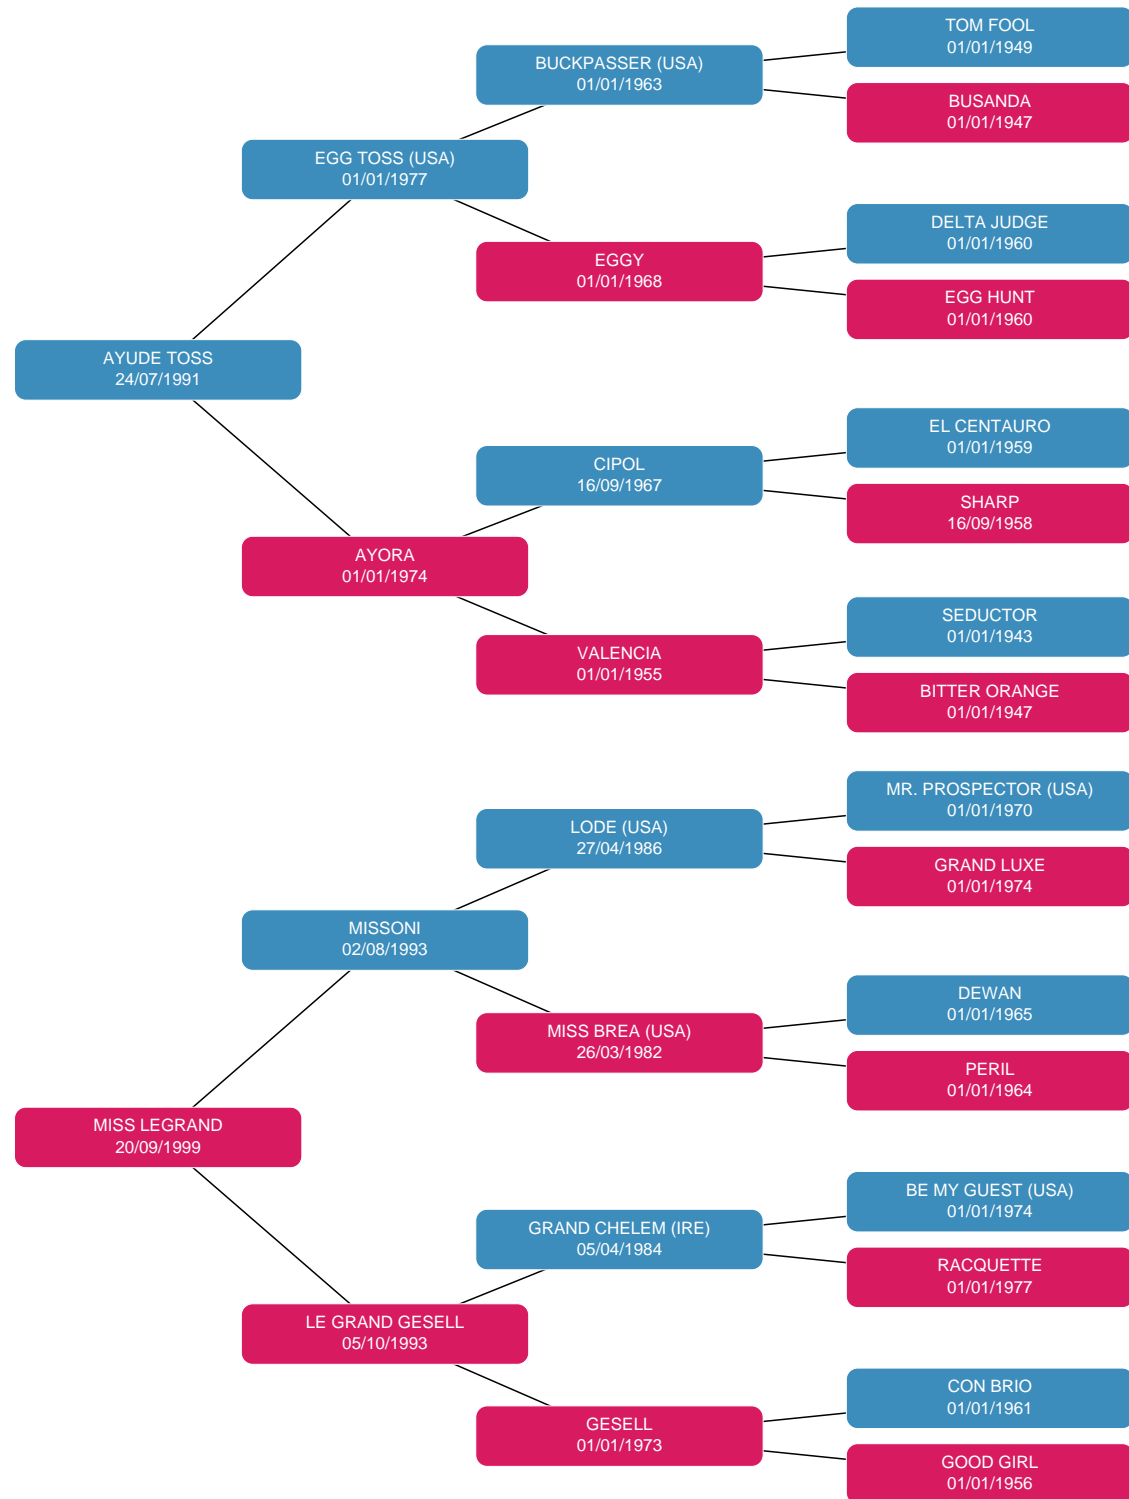 TOM FOOL
01/01/1949
BUCKPASSER (USA)
01/01/1963
BUSANDA
01/01/1947
EGG TOSS (USA)
01/01/1977
DELTA JUDGE
01/01/1960
EGGY
01/01/1968
EGG HUNT
01/01/1960
AYUDE TOSS
24/07/1991
EL CENTAURO
01/01/1959
CIPOL
16/09/1967
SHARP
16/09/1958
AYORA
01/01/1974
SEDUCTOR
01/01/1943
VALENCIA
01/01/1955
BITTER ORANGE
01/01/1947
MR. PROSPECTOR (USA)
01/01/1970
LODE (USA)
27/04/1986
GRAND LUXE
01/01/1974
MISSONI
02/08/1993
DEWAN
01/01/1965
MISS BREA (USA)
26/03/1982
PERIL
01/01/1964
MISS LEGRAND
20/09/1999
BE MY GUEST (USA)
01/01/1974
GRAND CHELEM (IRE)
05/04/1984
RACQUETTE
01/01/1977
LE GRAND GESELL
05/10/1993
CON BRIO
01/01/1961
GESELL
01/01/1973
GOOD GIRL
01/01/1956